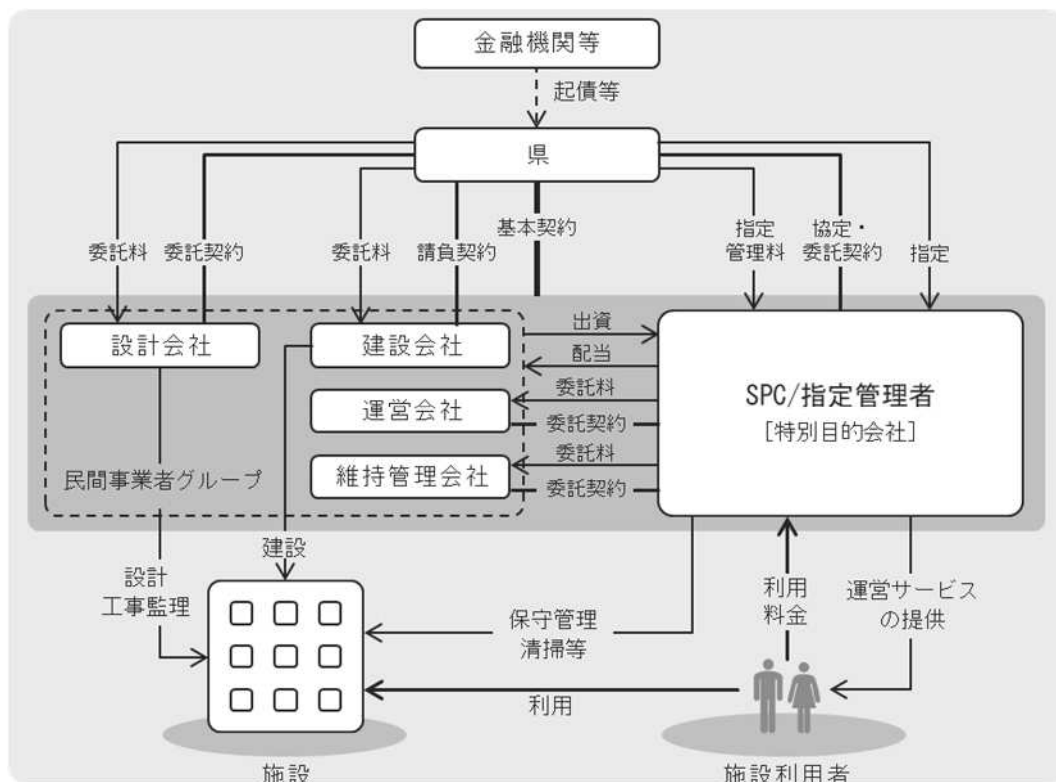 金融機関等
起債等
県
基本契約
委託料
委託契約
委託料
請負契約
指定
管理料
協定・
委託契約
指定
設計会社
建設会社
運営会社
維持管理会社
民間事業者グループ
出資
配当
委託料
委託契約
委託料
委託契約
SPC/指定管理者
[特別目的会社]
建設
設計
工事監理
保守管理
清掃等
利用
料金
運営サービス
の提供
利用
施設
施設利用者